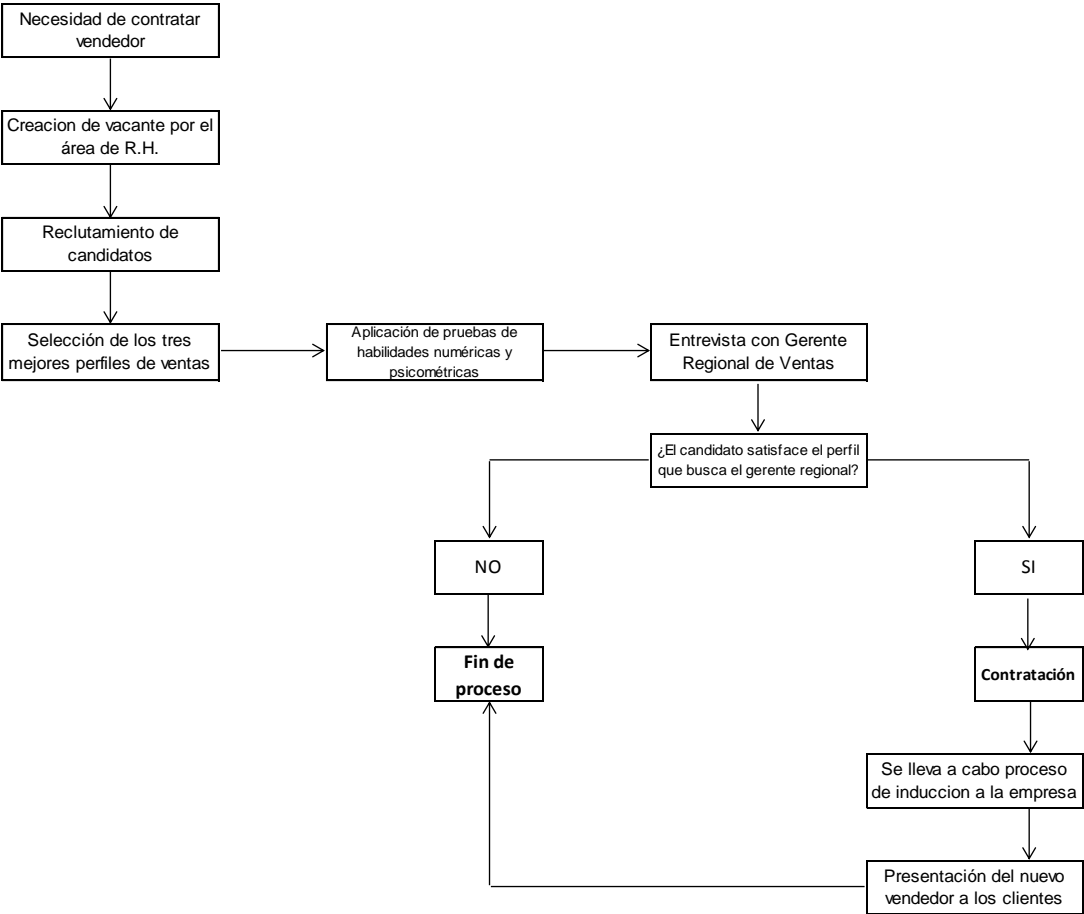 Necesidad de contratar
vendedor
Creacion de vacante por el
área de R.H.
Reclutamiento de
candidatos
Selección de los tres
mejores perfiles de ventas
Aplicación de pruebas de
habilidades numéricas y
psicométricas
Entrevista con Gerente
Regional de Ventas
¿El candidato satisface el perfil
que busca el gerente regional?
NO
SI
Fin de
proceso
Contratación
Se lleva a cabo proceso
de induccion a la empresa
Presentación del nuevo
vendedor a los clientes